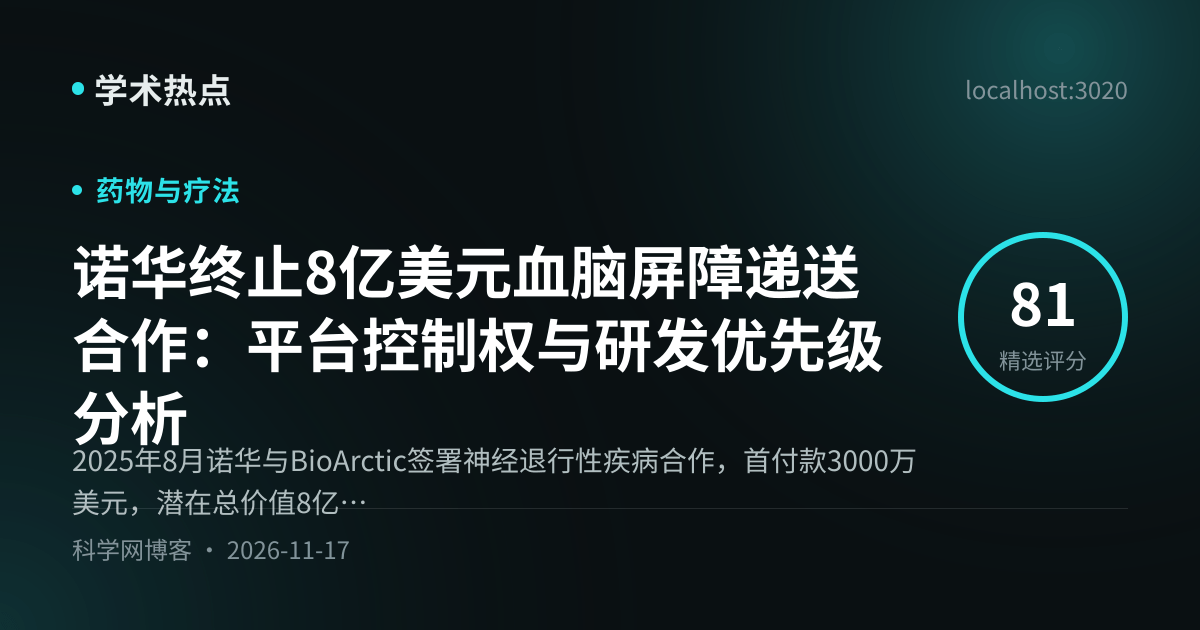 学术热点
localhost:3020
药物与疗法
诺华终止8亿美元血脑屏障递送
合作：平台控制权与研发优先级
分析
81
精选评分
2025年8月诺华与BioArctic签署神经退行性疾病合作，首付款3000万
美元，潜在总价值8亿…
科学网博客 · 2026-11-17